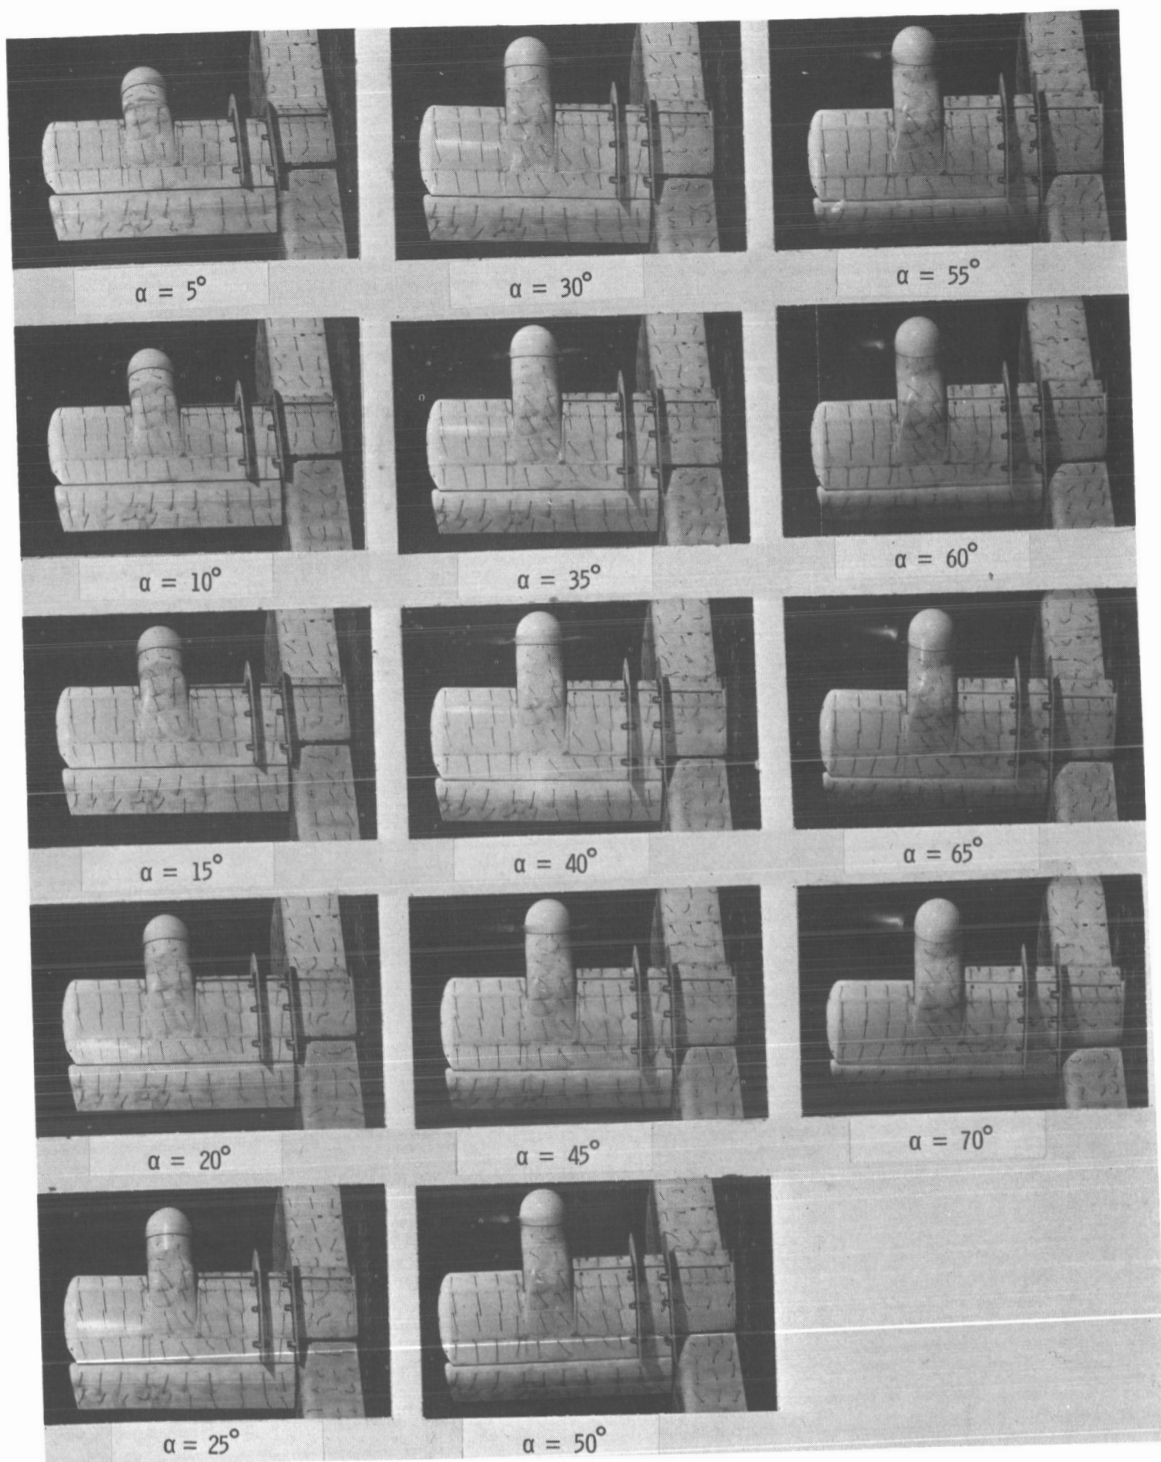 α = 5°
α = 30°
α = 55°
α = 10°
α = 35°
α = 60°
α = 15°
α = 40°
α = 65°
α = 20°
α = 45°
α = 70°
α = 25°
α = 50°